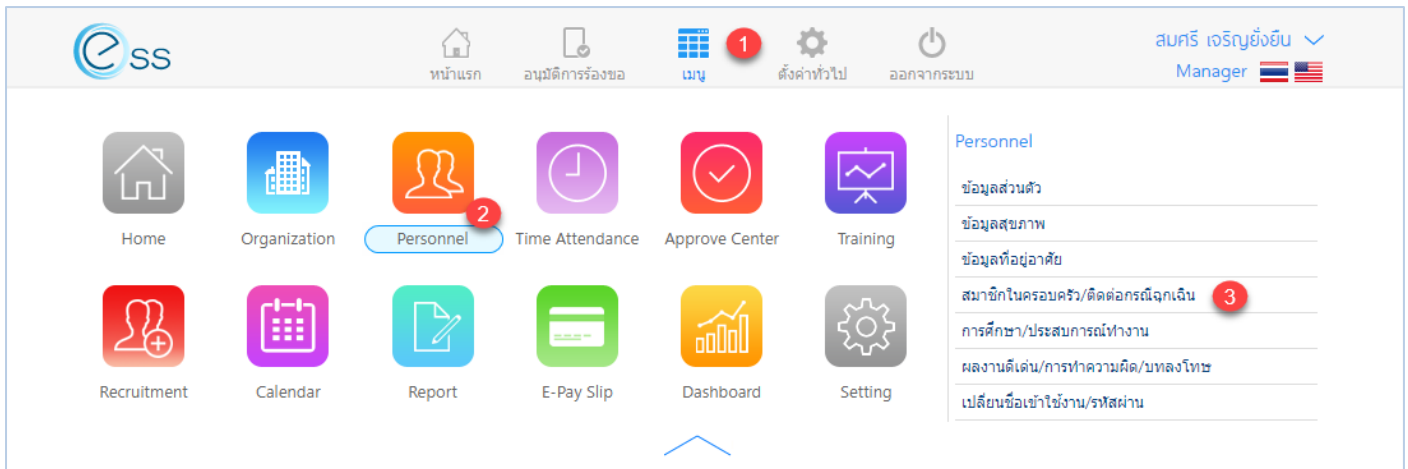 ess
หน้าแรก
อนุมัติการร้องขอ
เมนู
1
ตั้งค่าทั่วไป
ออกจากระบบ
สมศรี เจริญยั่งยืน
Manager
Home
Organization
Personnel
2
Time Attendance
Approve Center
Training
Recruitment
Calendar
Report
E-Pay Slip
Dashboard
Setting
Personnel
ข้อมูลส่วนตัว
ข้อมูลสุขภาพ
ข้อมูลที่อยู่อาศัย
สมาชิกในครอบครัว/ติดต่อกรณีฉุกเฉิน 3
การศึกษา/ประสบการณ์ทำงาน
ผลงานดีเด่น/การทำความผิด/บทลงโทษ
เปลี่ยนชื่อเข้าใช้งาน/รหัสผ่าน